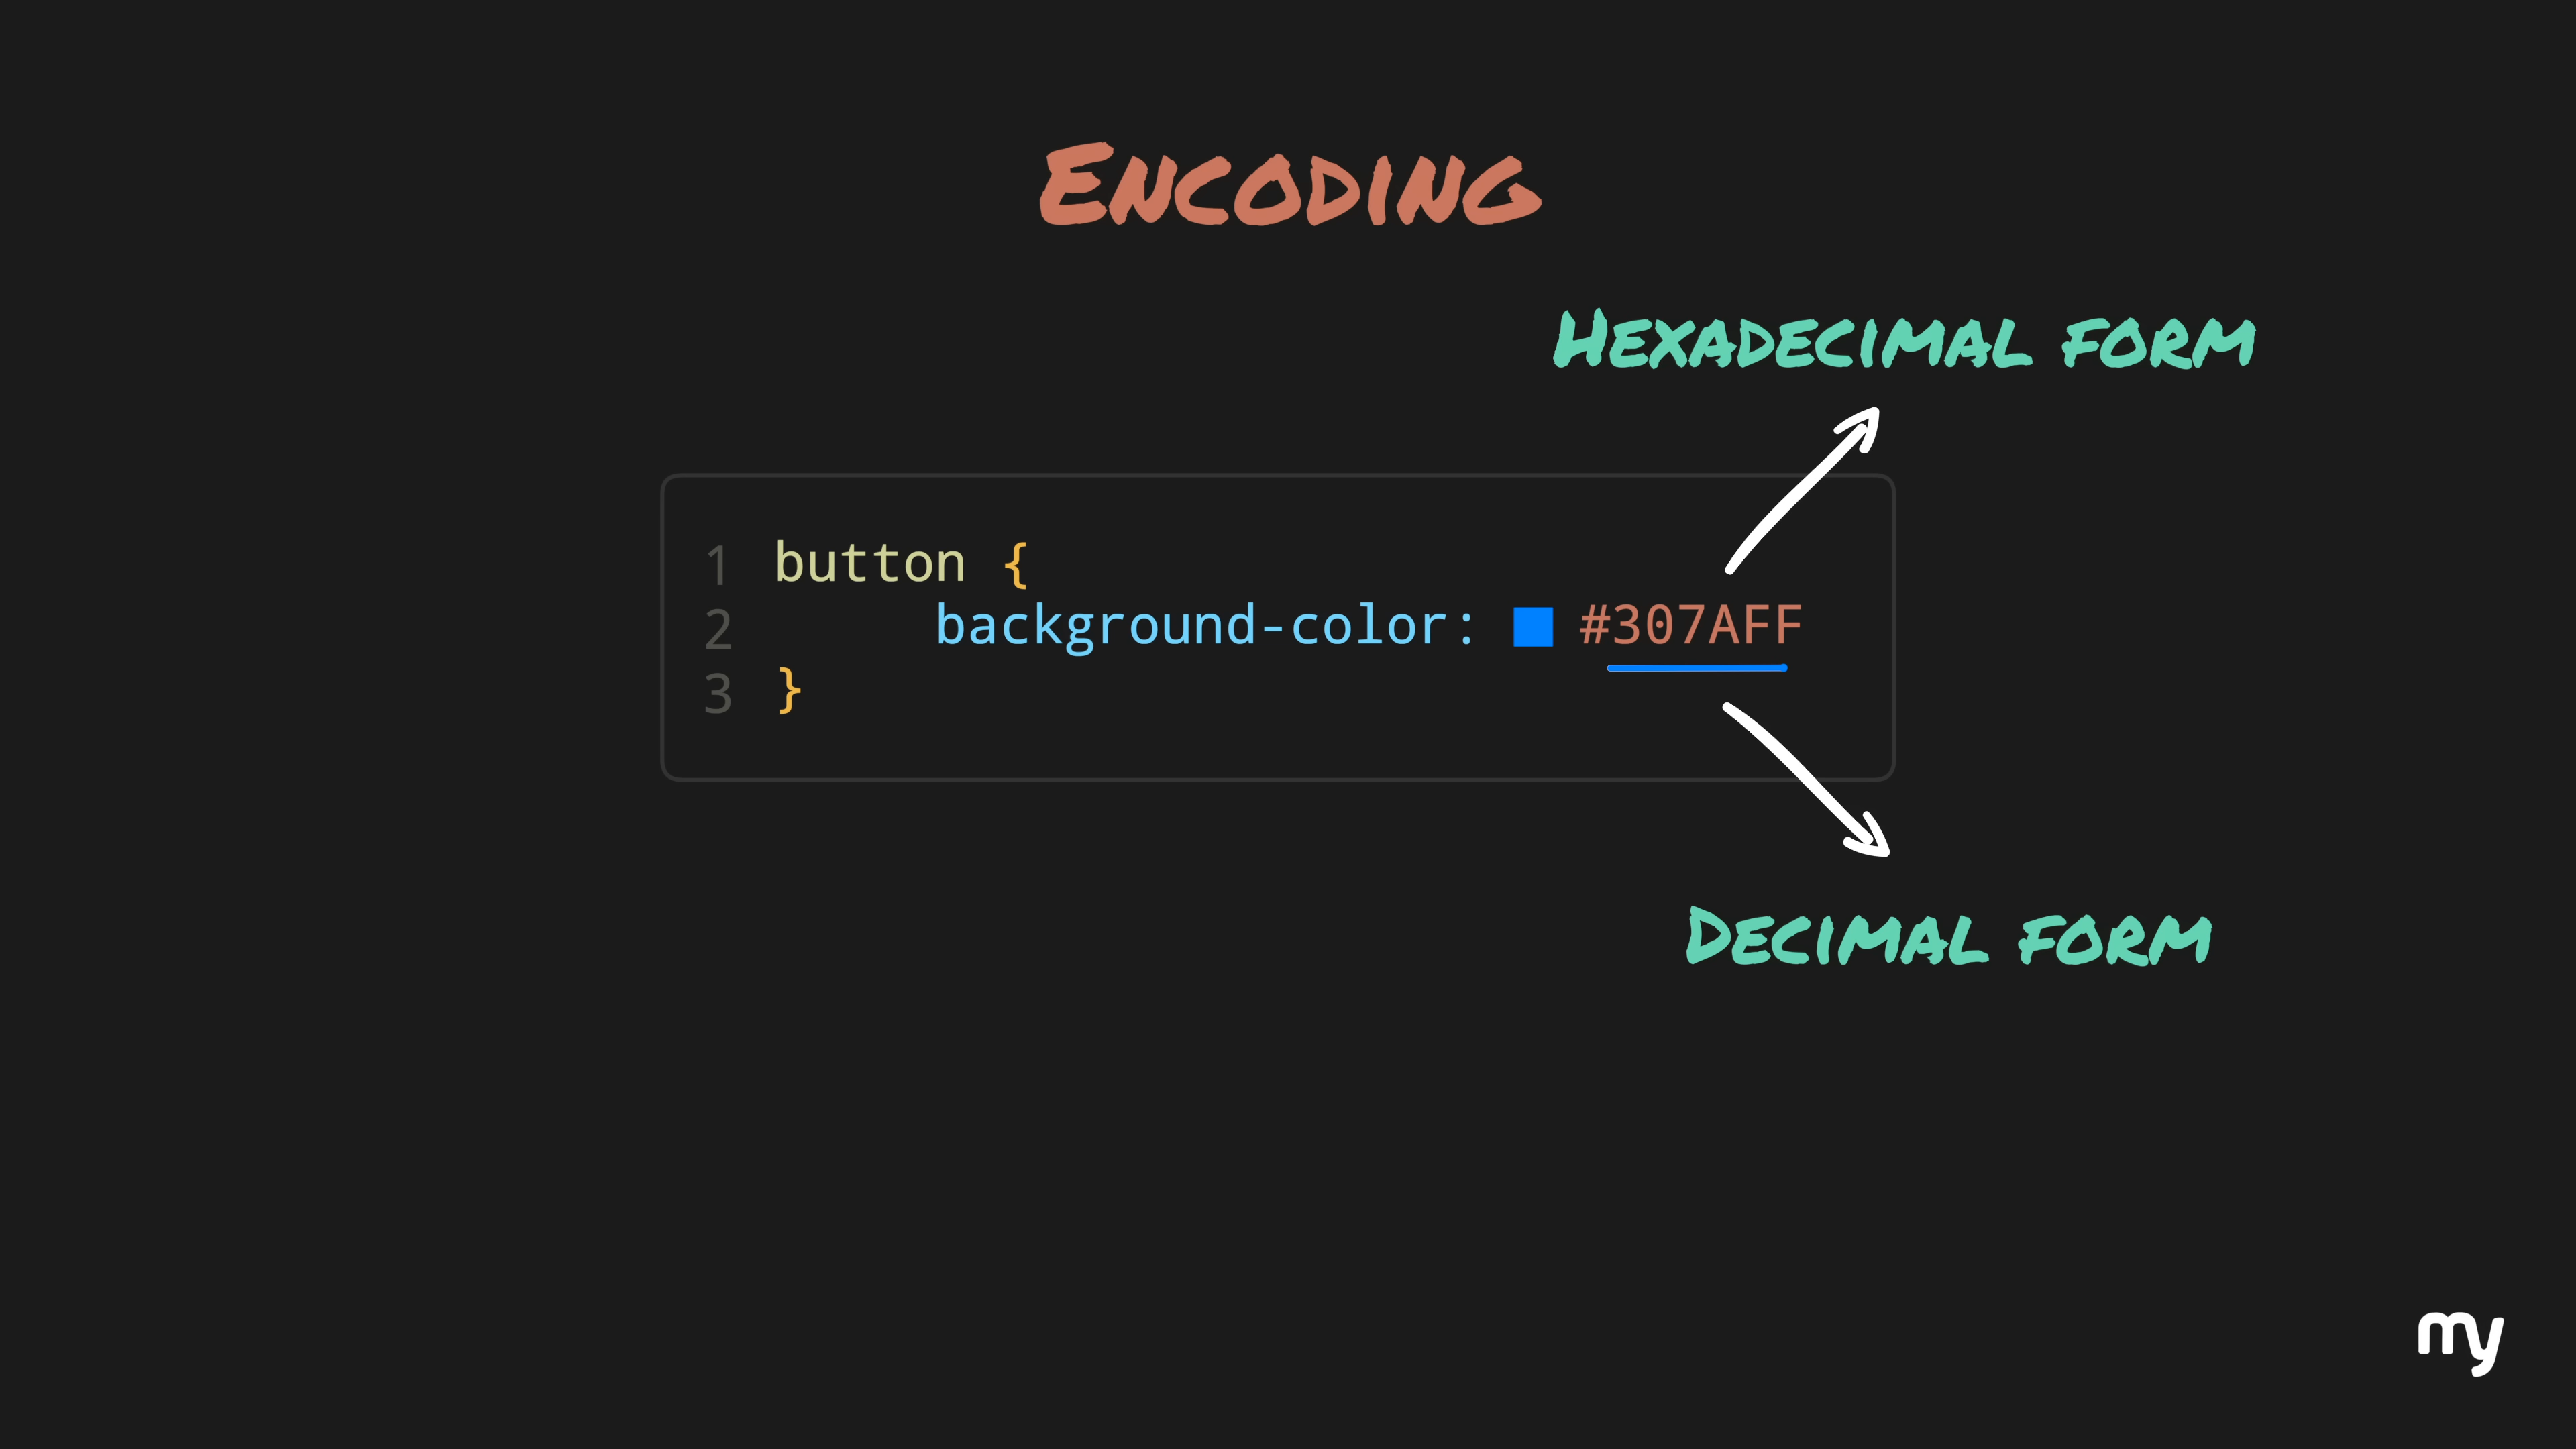 Encoding
Hexadecimal form
1 button {
2 background-color: #307AFF
3 }
Decimal form
my